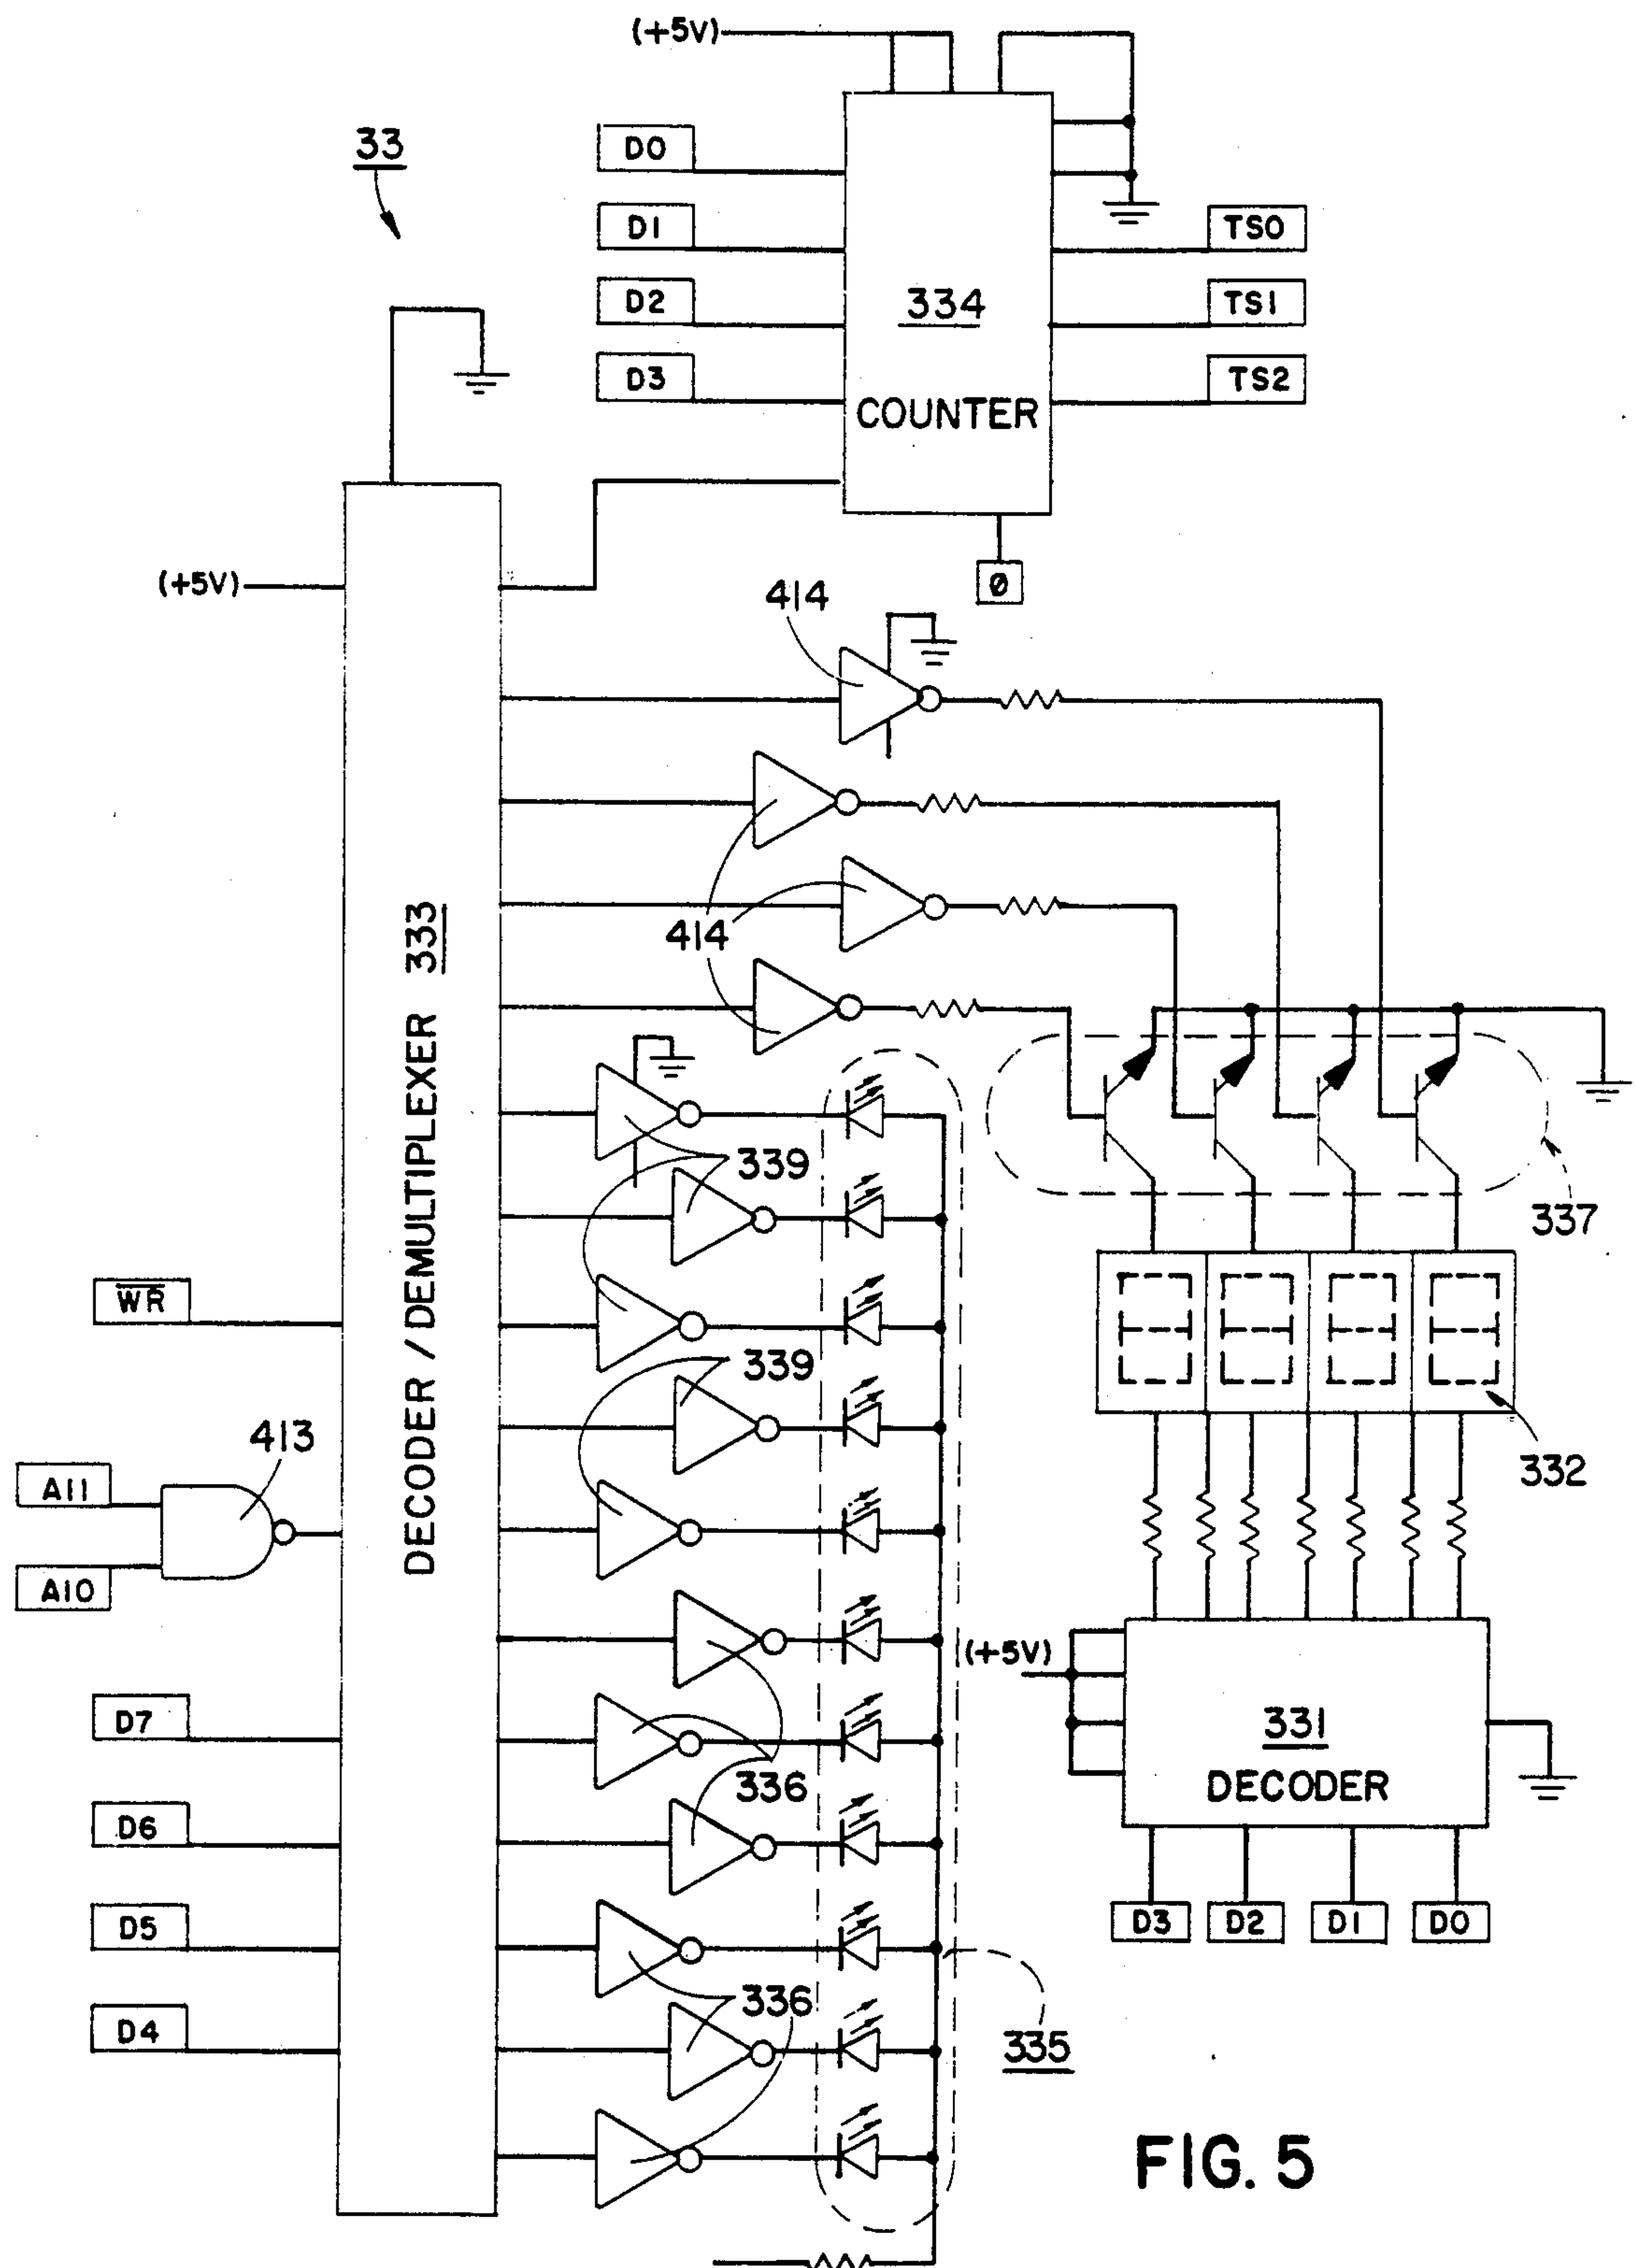 (+5V)
33
D0
D1
TS0
D2
334
TS1
D3
TS2
COUNTER
(+5V)
Ø
414
414
DECODER / DEMULTIPLEXER 333
339
337
WR
339
413
332
A11
A10
(+5V)
D7
331
336
DECODER
D6
D5
D3 D2 D1 D0
336
D4
335
FIG. 5